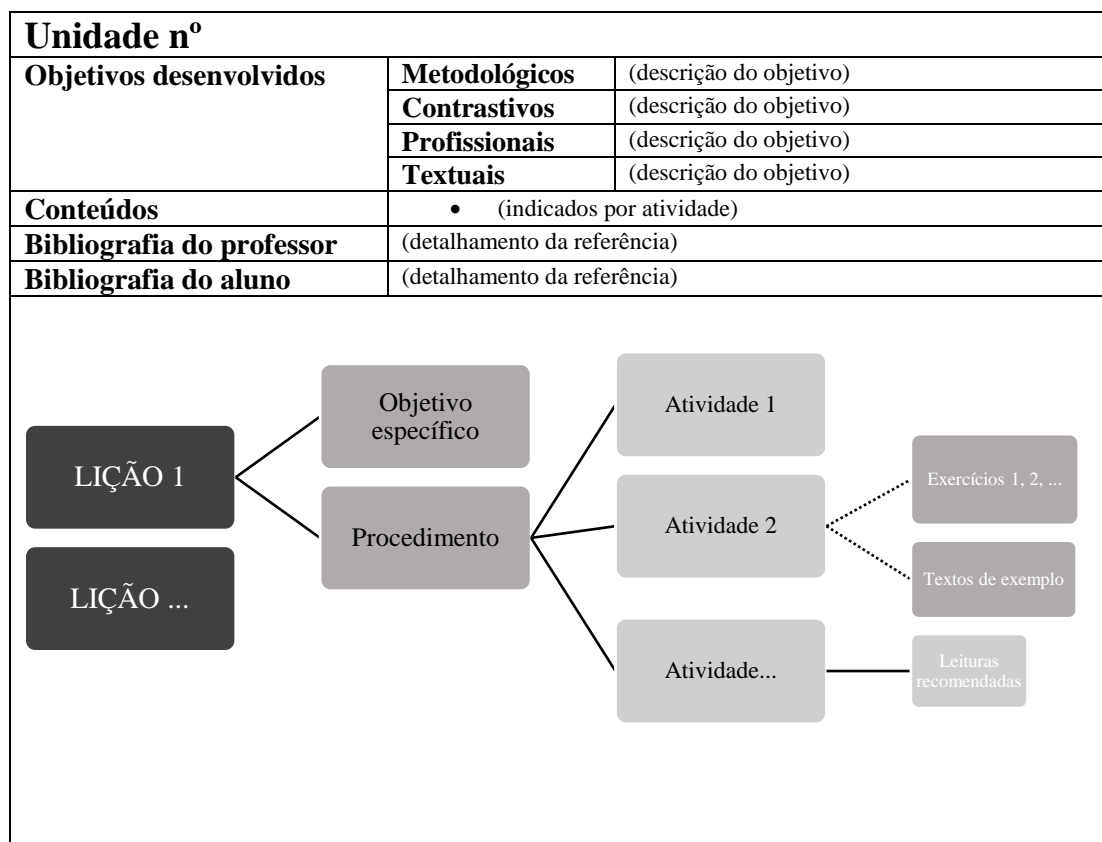 Unidade nº
Objetivos desenvolvidos
Metodológicos
(descrição do objetivo)
Contrastivos
(descrição do objetivo)
Profissionais
(descrição do objetivo)
Textuais
(descrição do objetivo)
Conteúdos
• (indicados por atividade)
Bibliografia do professor
(detalhamento da referência)
Bibliografia do aluno
(detalhamento da referência)
LIÇÃO 1
Objetivo
específico
Procedimento
Atividade 1
Atividade 2
Exercícios 1, 2, ...
Textos de exemplo
Atividade...
Leituras
recomendadas
LIÇÃO ...